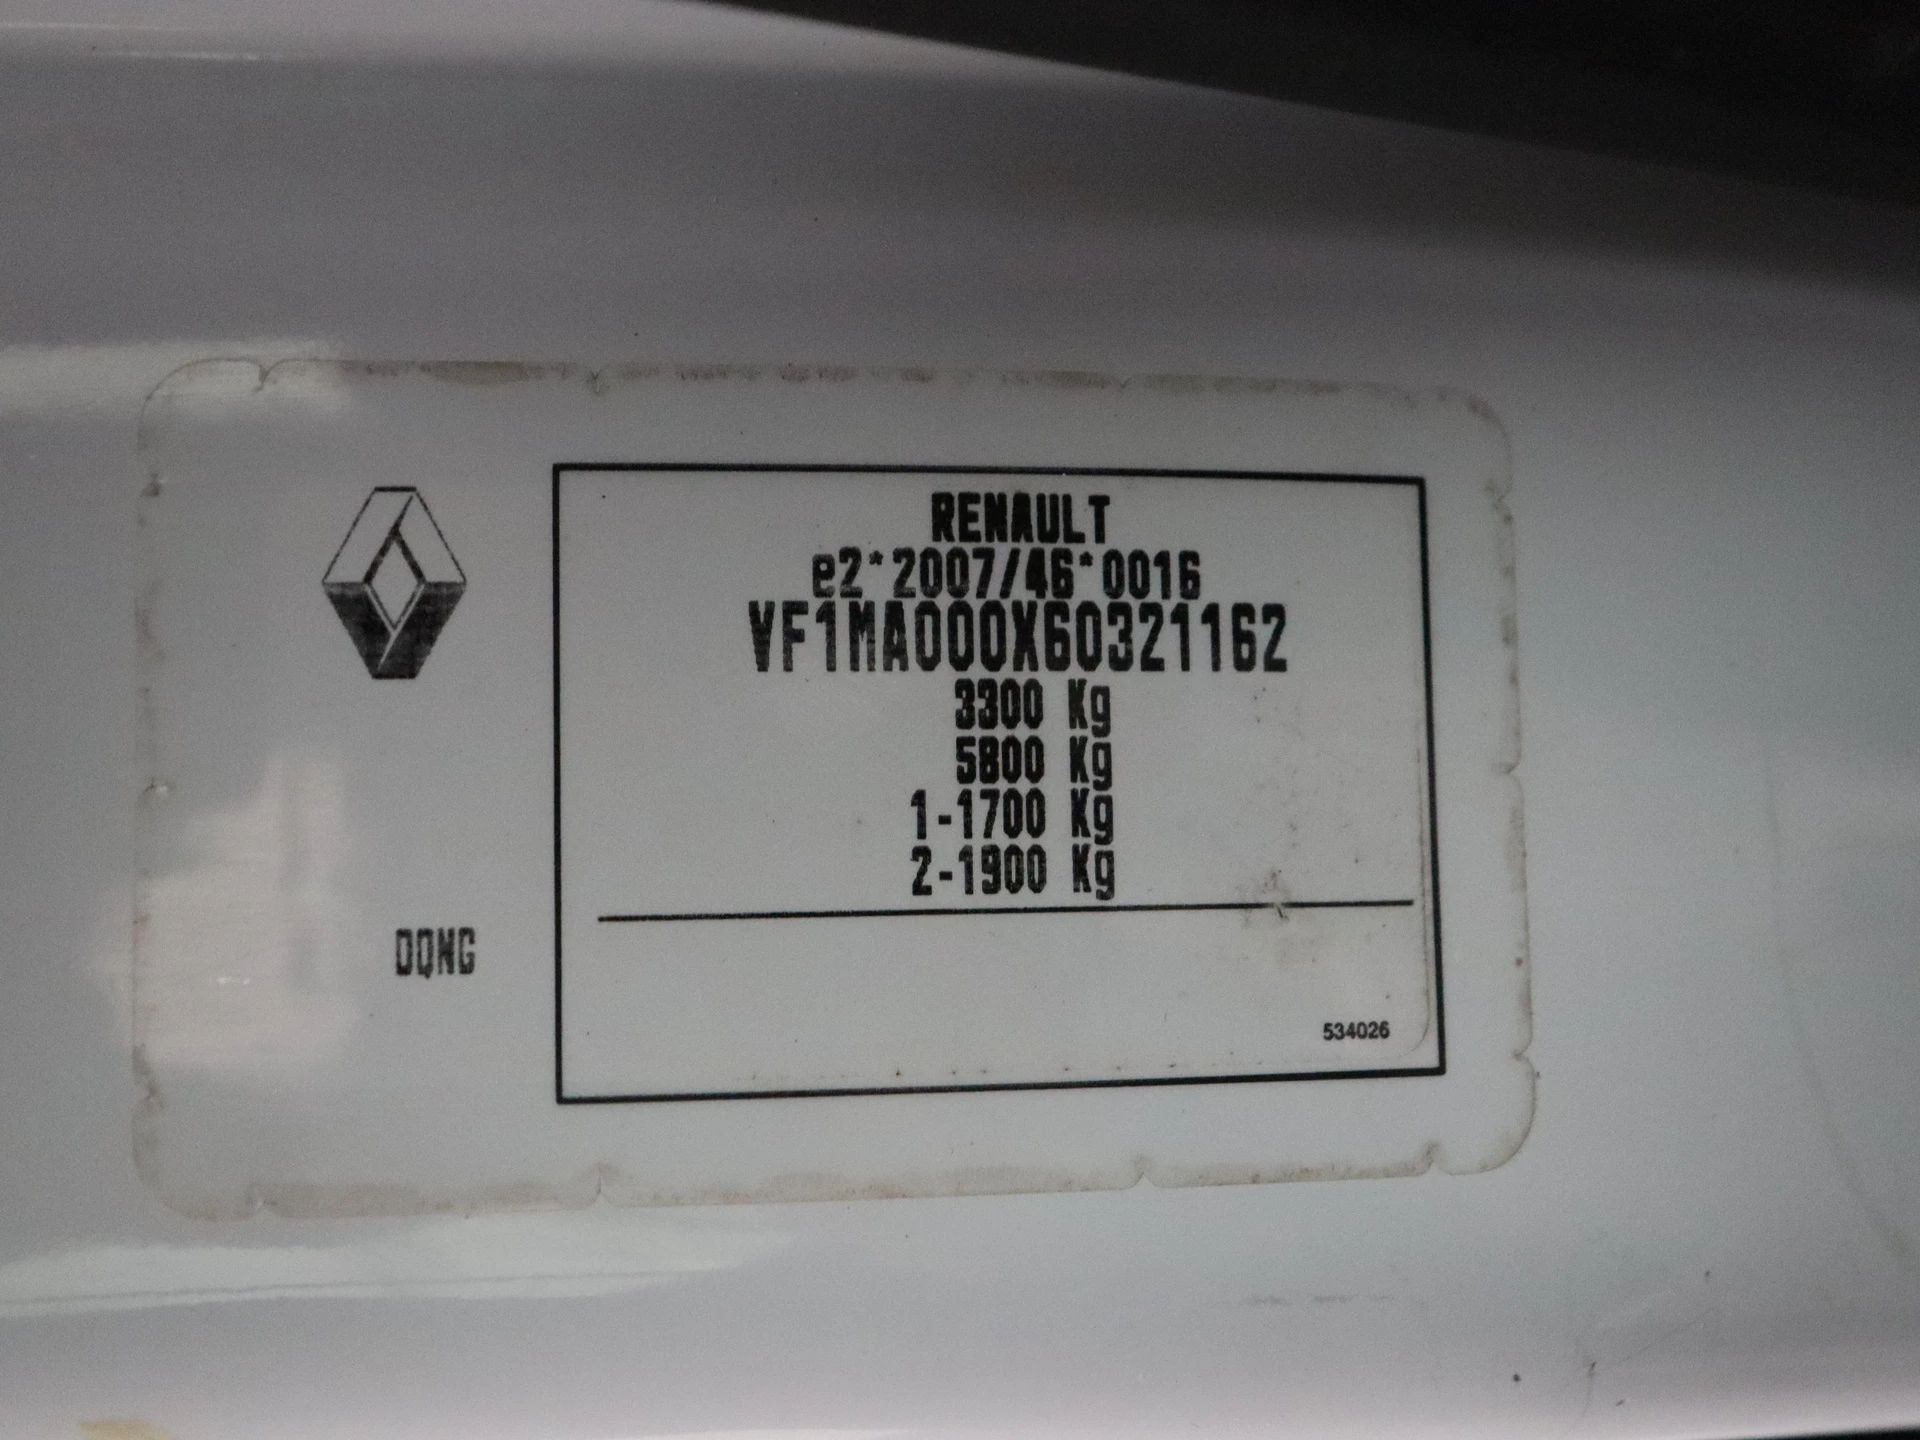 RENAULT
e2*2007/46*0016
VF1MA000X60321162
3300 Kg
5800 Kg
1-1700 Kg
2-1900 Kg
DQNG
534026